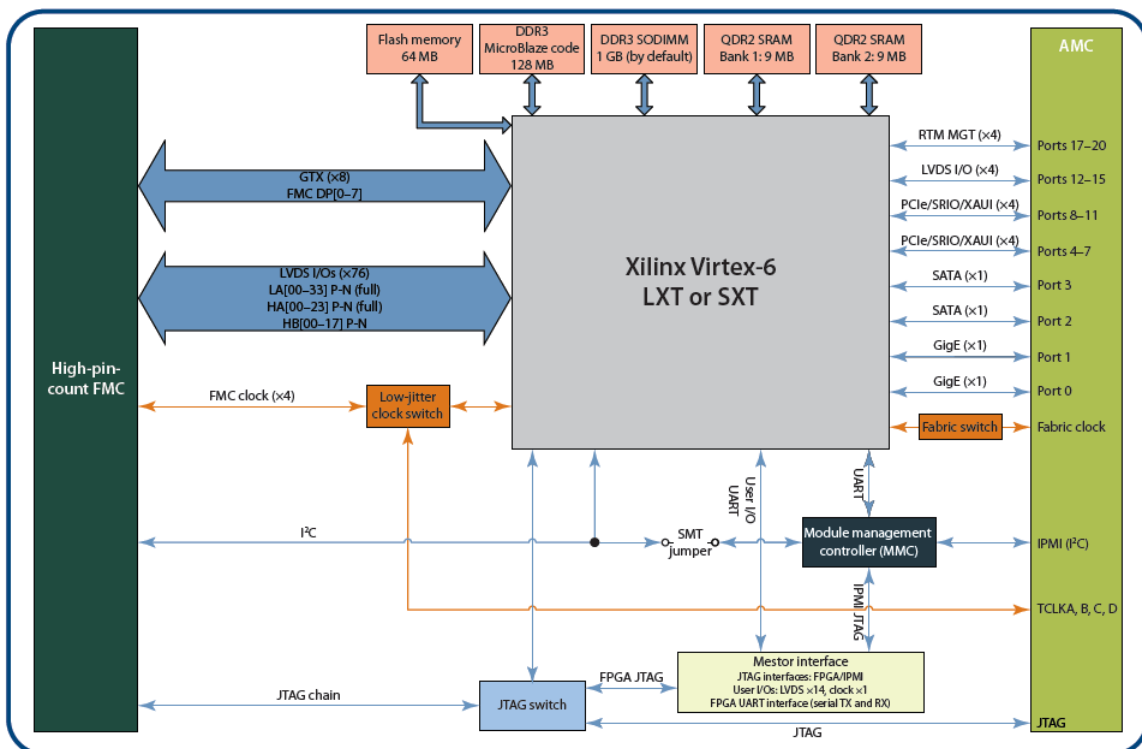 Flash memory
64 MB
DDR3
MicroBlaze code
128 MB
DDR3 SODIMM
1 GB (by default)
QDR2 SRAM
Bank 1: 9 MB
QDR2 SRAM
Bank 2: 9 MB
AMC
High-pin-
count FMC
GTX (×8)
FMC DP[0–7]
LVDS I/Os (×76)
LA[00–33] P-N (full)
HA[00–23] P-N (full)
HB[00–17] P-N
Xilinx Virtex-6
LXT or SXT
RTM MGT (×4)
Ports 17–20
LVDS I/O (×4)
Ports 12–15
PCIe/SRIO/XAUI (×4)
Ports 8–11
PCIe/SRIO/XAUI (×4)
Ports 4–7
SATA (×1)
Port 3
SATA (×1)
Port 2
GigE (×1)
Port 1
GigE (×1)
Port 0
FMC clock (×4)
Low-jitter
clock switch
Fabric switch
Fabric clock
User I/O
UART
UART
I²C
SMT
jumper
Module management
controller (MMC)
IPMI (I²C)
IPMI JTAG
TCLKA, B, C, D
JTAG chain
JTAG switch
FPGA JTAG
Mestor interface
JTAG interfaces: FPGA/IPMI
User I/Os: LVDS ×14, clock ×1
FPGA UART interface (serial TX and RX)
JTAG
JTAG